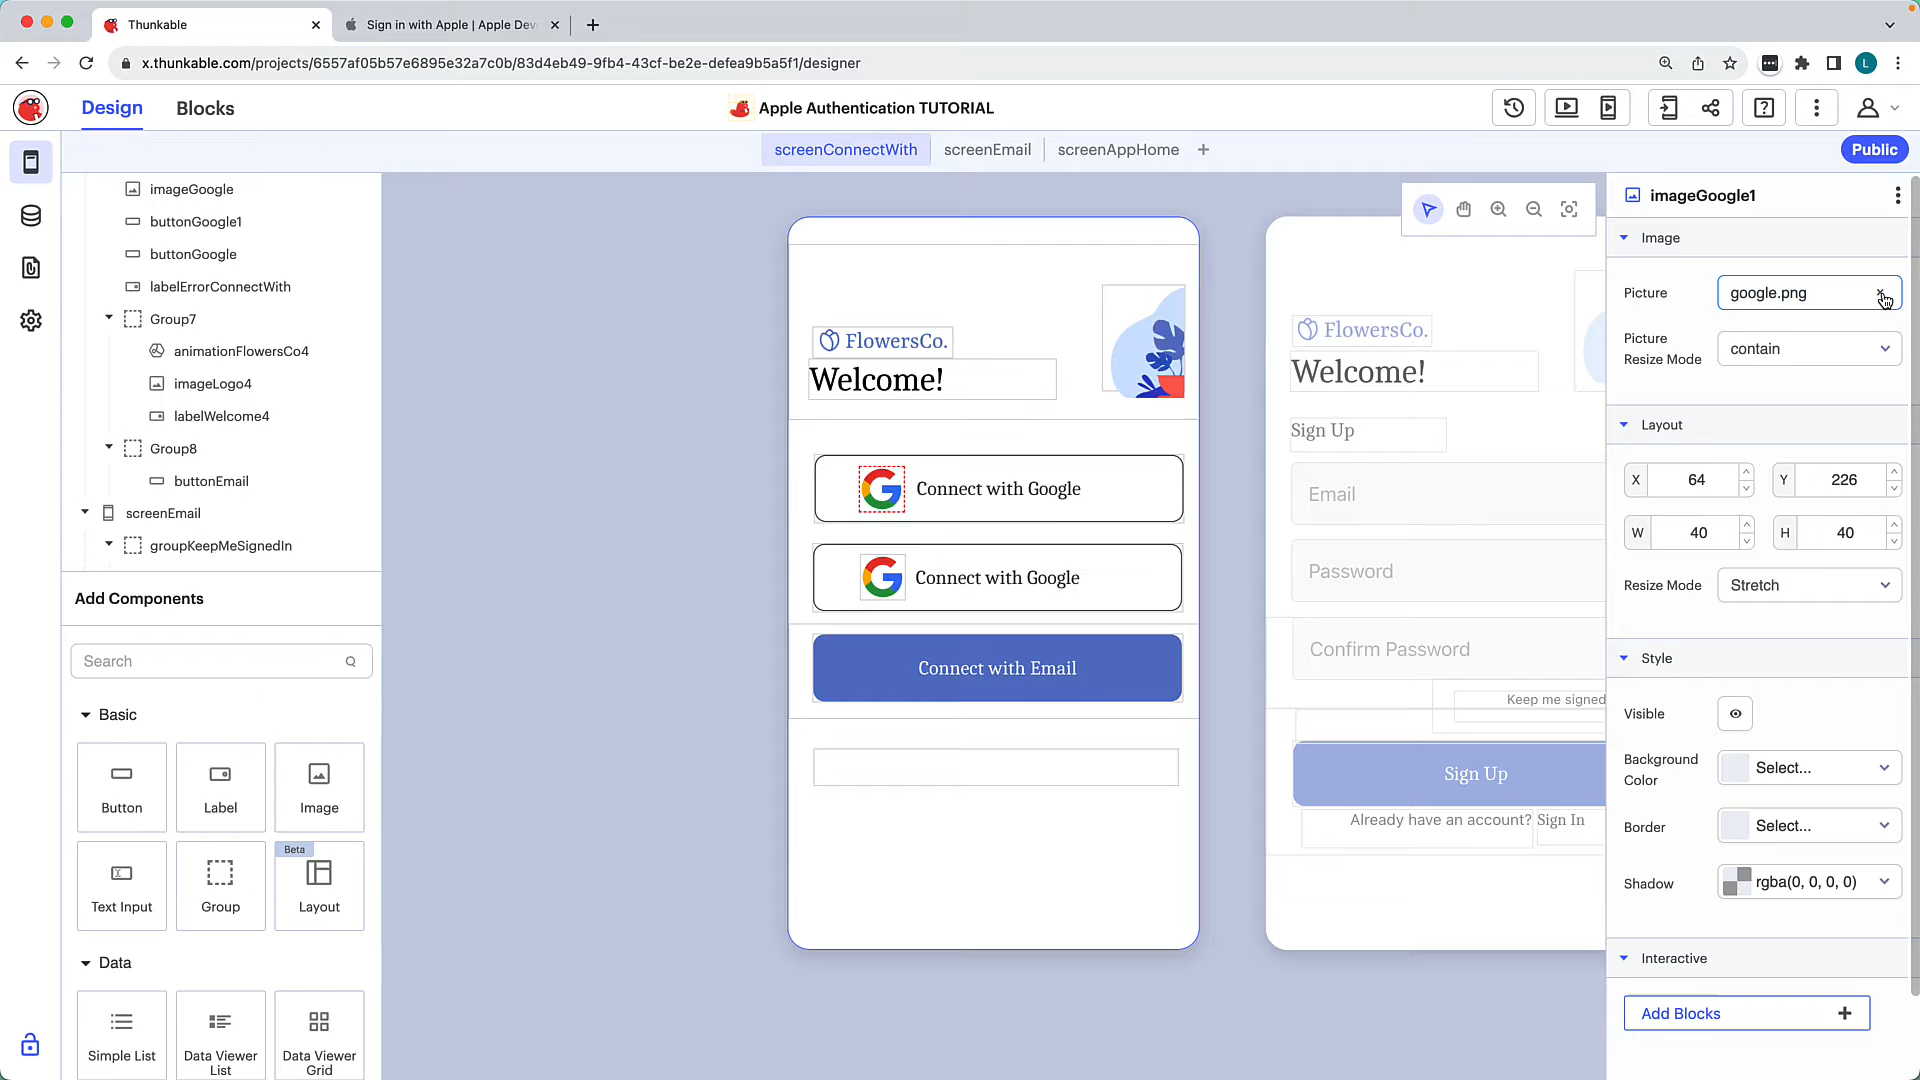 Thunkable
Sign in with Apple | Apple Dev
x.thunkable.com/projects/6557af05b57e6895e32a7c0b/83d4eb49-9fb4-43cf-be2e-defea9b5a5f1/designer
L
Design
Blocks
Apple Authentication TUTORIAL
screenConnectWith
screenEmail
screenAppHome
Public
imageGoogle
buttonGoogle1
buttonGoogle
labelErrorConnectWith
Group7
animationFlowersCo4
imageLogo4
labelWelcome4
Group8
buttonEmail
screenEmail
groupKeepMeSignedIn
Add Components
Search
Basic
Button
Label
Image
Text Input
Group
Beta
Layout
Data
Simple List
Data Viewer
List
Data Viewer
Grid
FlowersCo.
Welcome!
Connect with Google
Connect with Google
Connect with Email
FlowersCo.
Welcome!
Sign Up
Email
Password
Confirm Password
Keep me signed
Sign Up
Already have an account?
Sign In
imageGoogle1
Image
Picture
google.png
Picture
Resize Mode
contain
Layout
X
64
Y
226
W
40
H
40
Resize Mode
Stretch
Style
Visible
Background
Color
Select...
Border
Select...
Shadow
rgba(0, 0, 0, 0)
Interactive
Add Blocks